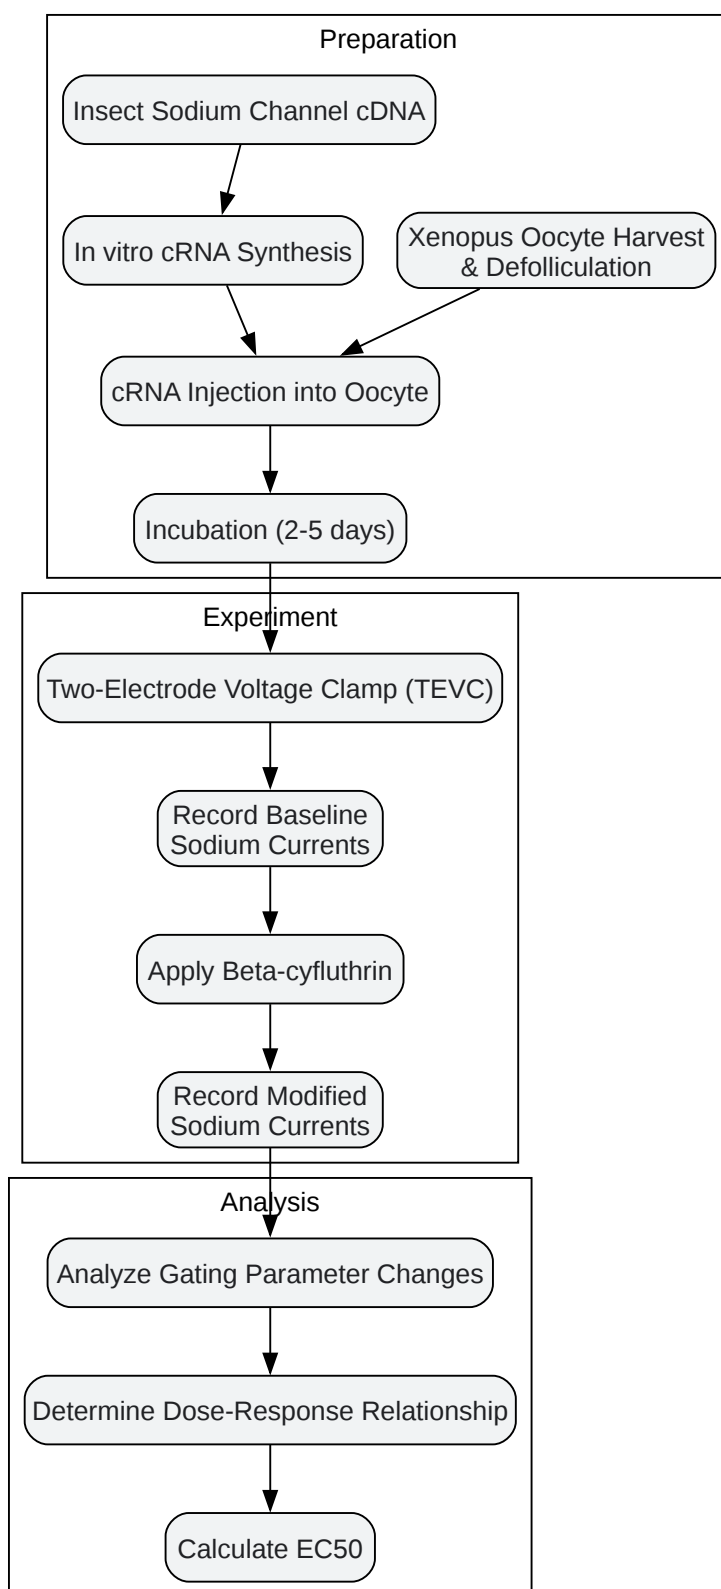 Preparation
Insect Sodium Channel cDNA
In vitro cRNA Synthesis
Xenopus Oocyte Harvest
& Defolliculation
cRNA Injection into Oocyte
Incubation (2-5 days)
Experiment
Two-Electrode Voltage Clamp (TEVC)
Record Baseline
Sodium Currents
Apply Beta-cyfluthrin
Record Modified
Sodium Currents
Analysis
Analyze Gating Parameter Changes
Determine Dose-Response Relationship
Calculate EC50